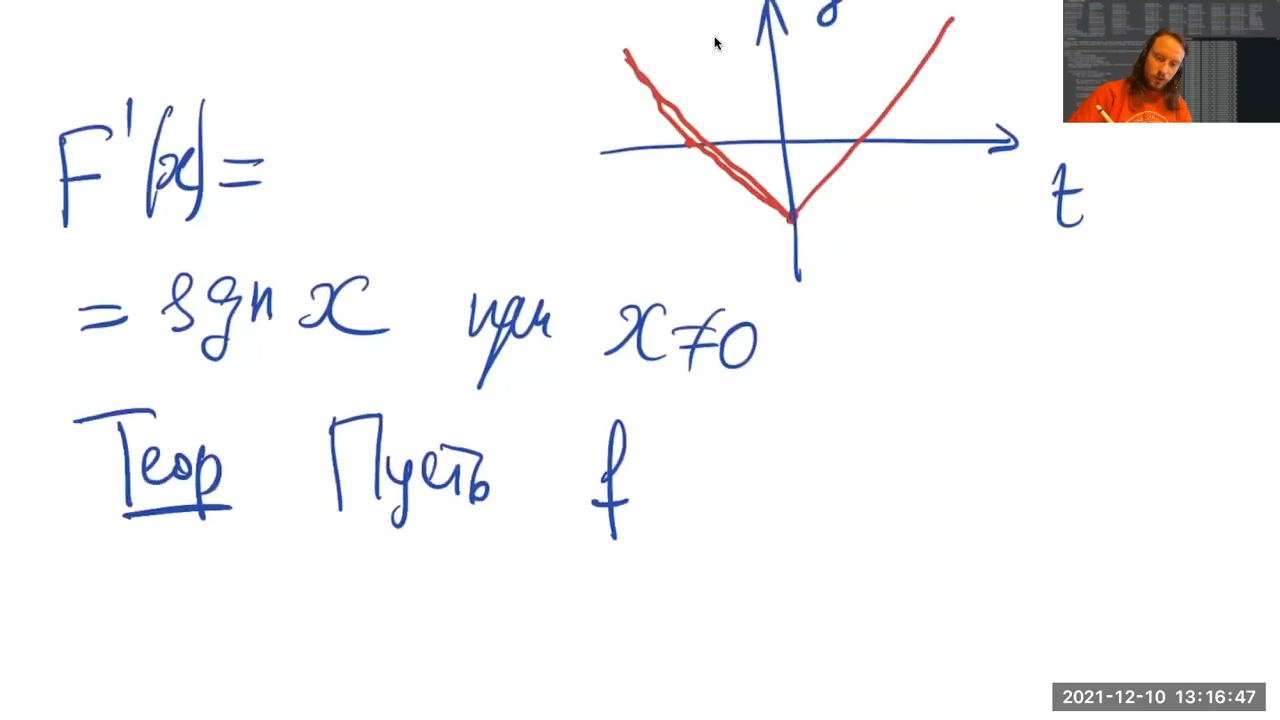 F'(x) =
t
= sgn x при x ≠ 0
Теор Пусть f
2021-12-10 13:16:47